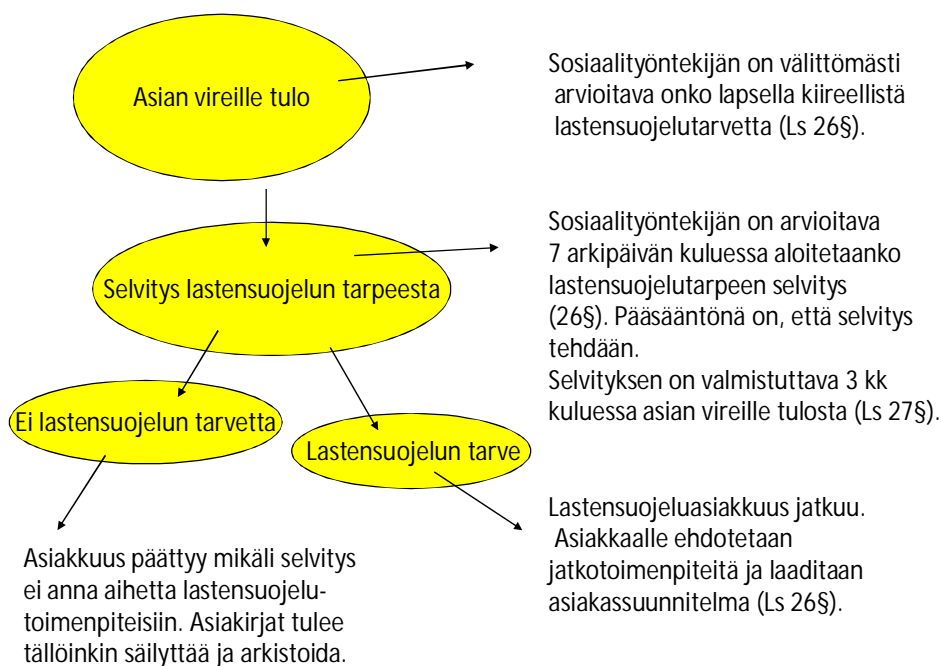 Asian vireille tulo
Sosiaalityöntekijän on välittömästi
arvioitava onko lapsella kiireellistä
lastensuojelutarvetta (Ls 26§).
Selvitys lastensuojelun tarpeesta
Sosiaalityöntekijän on arvioitava
7 arkipäivän kuluessa aloitetaanko
lastensuojelutarpeen selvitys
(26§). Pääsääntönä on, että selvitys
tehdään.
Selvityksen on valmistuttava 3 kk
kuluessa asian vireille tulosta (Ls 27§).
Ei lastensuojelun tarvetta
Lastensuojelun tarve
Asiakkuus päättyy mikäli selvitys
ei anna aihetta lastensuojelu-
toimenpiteisiin. Asiakirjat tulee
tällöinkin säilyttää ja arkistoida.
Lastensuojeluasiakkuus jatkuu.
Asiakkaalle ehdotetaan
jatkotoimenpiteitä ja laaditaan
asiakassuunnitelma (Ls 26§).